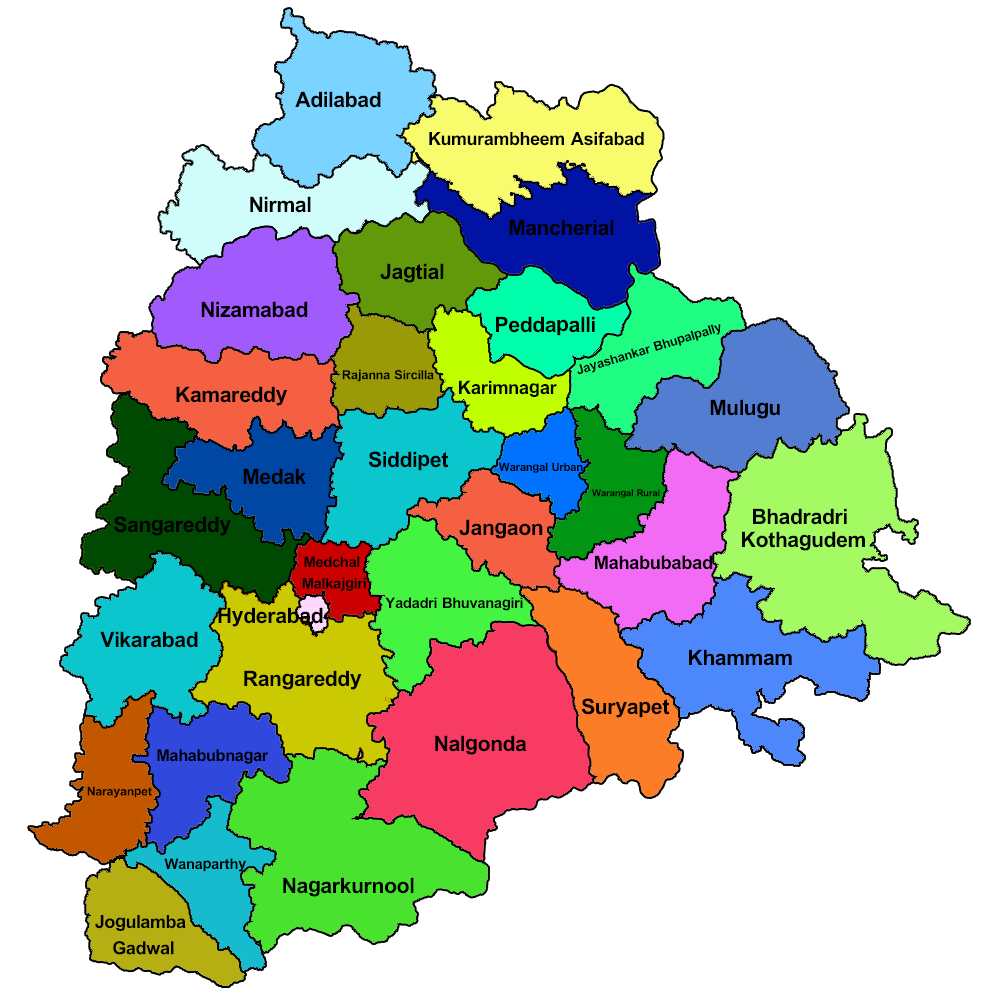 Adilabad
Kumurambheem Asifabad
Nirmal
Mancherial
Jagtial
Nizamabad
Peddapalli
Jayashankar Bhupalpally
Rajanna Sircilla
Karimnagar
Kamareddy
Mulugu
Siddipet
Warangal Urban
Medak
Warangal Rural
Sangareddy
Jangaon
Bhadradri
Kothagudem
Medchal
Malkajgiri
Mahabubabad
Yadadri Bhuvanagiri
Hyderabad
Vikarabad
Khammam
Rangareddy
Suryapet
Nalgonda
Mahabubnagar
Narayanpet
Wanaparthy
Nagarkurnool
Jogulamba
Gadwal